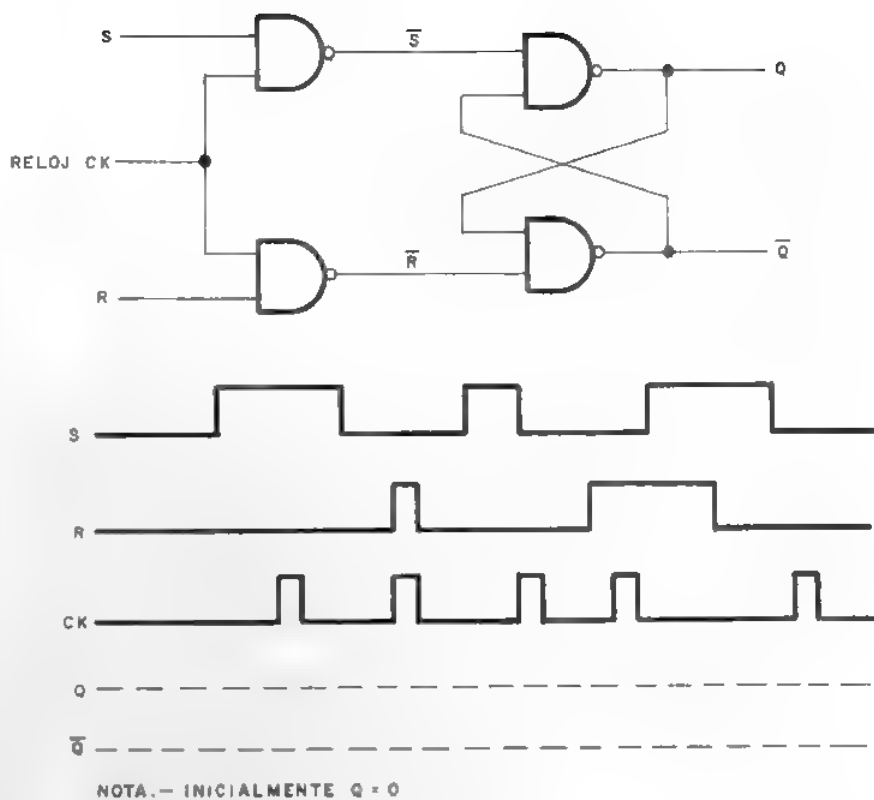 S
S̅
Q
RELOJ CK
R̅
Q̅
R
S
R
CK
Q
Q̅
NOTA.- INICIALMENTE Q = 0